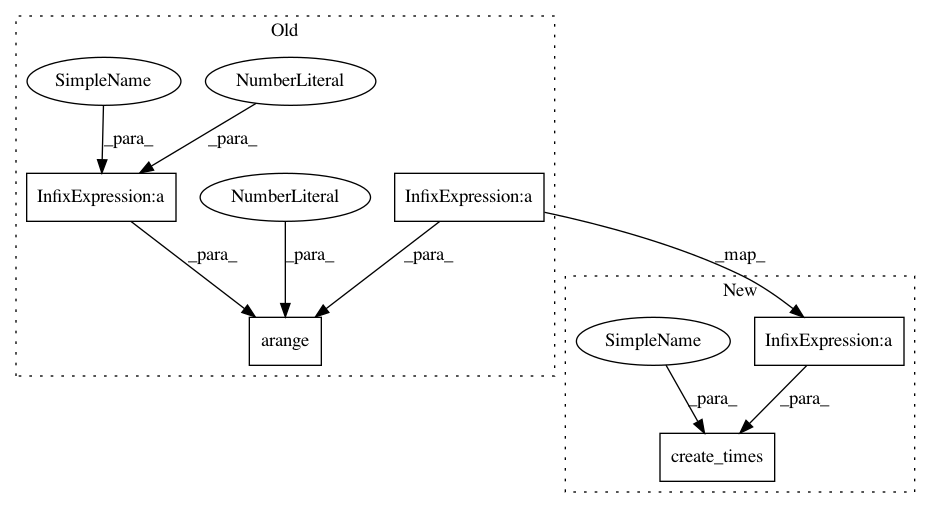 Old
SimpleName
NumberLiteral
_para_
_para_
InfixExpression:a
NumberLiteral
InfixExpression:a
_para_
_para_
_para_
_map_
New
arange
SimpleName
InfixExpression:a
_para_
_para_
create_times